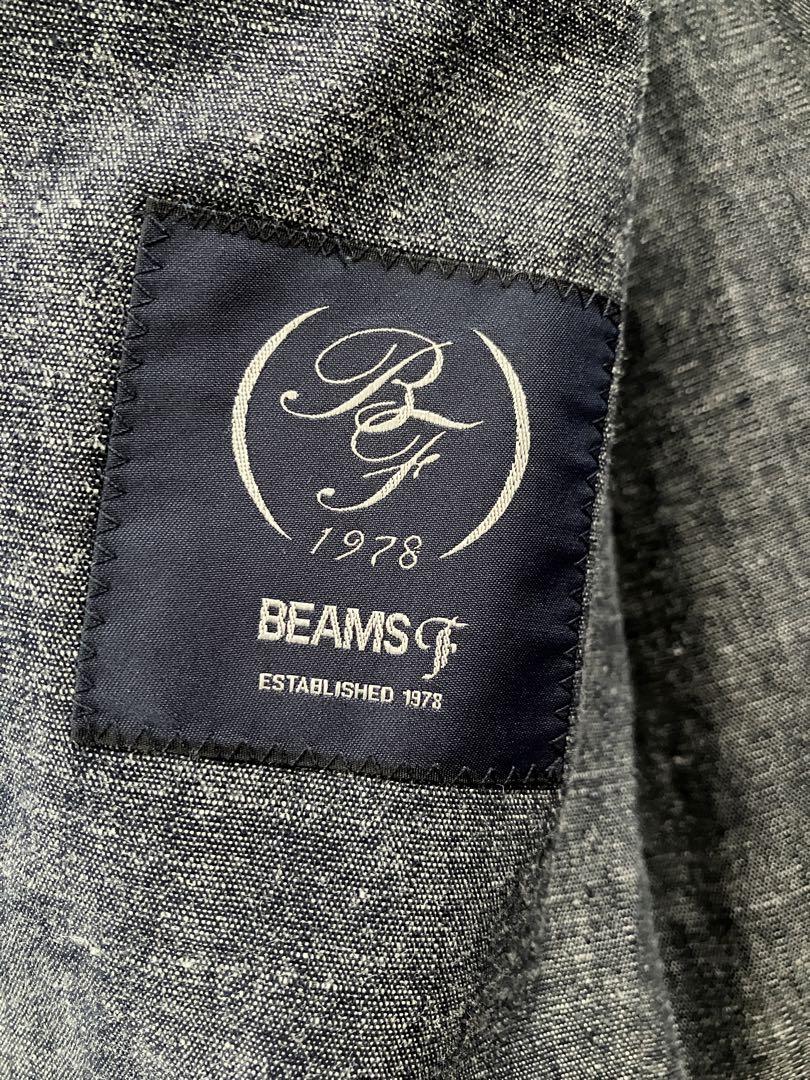 BF
1978
BEAMS F
ESTABLISHED 1978